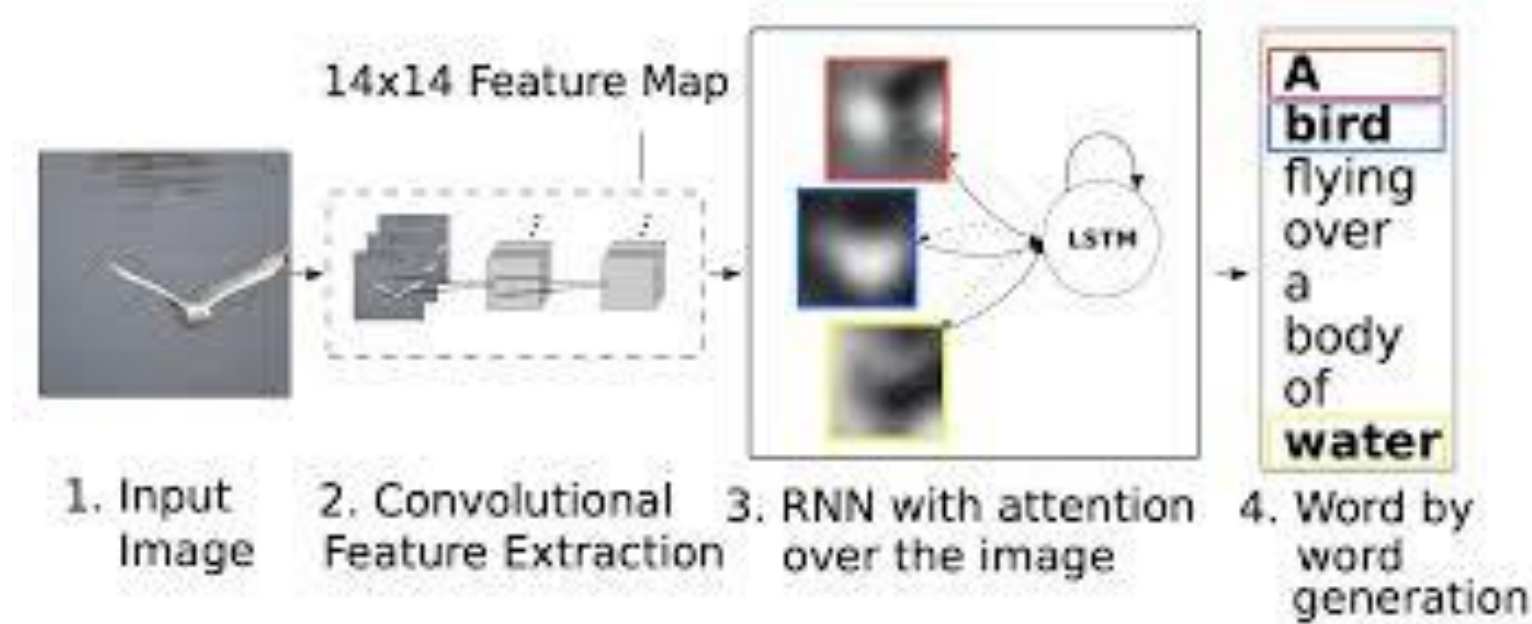 14x14 Feature Map
LSTM
A
bird
flying
over
a
body
of
water
1. Input
Image
2. Convolutional
Feature Extraction
3. RNN with attention
over the image
4. Word by
word
generation